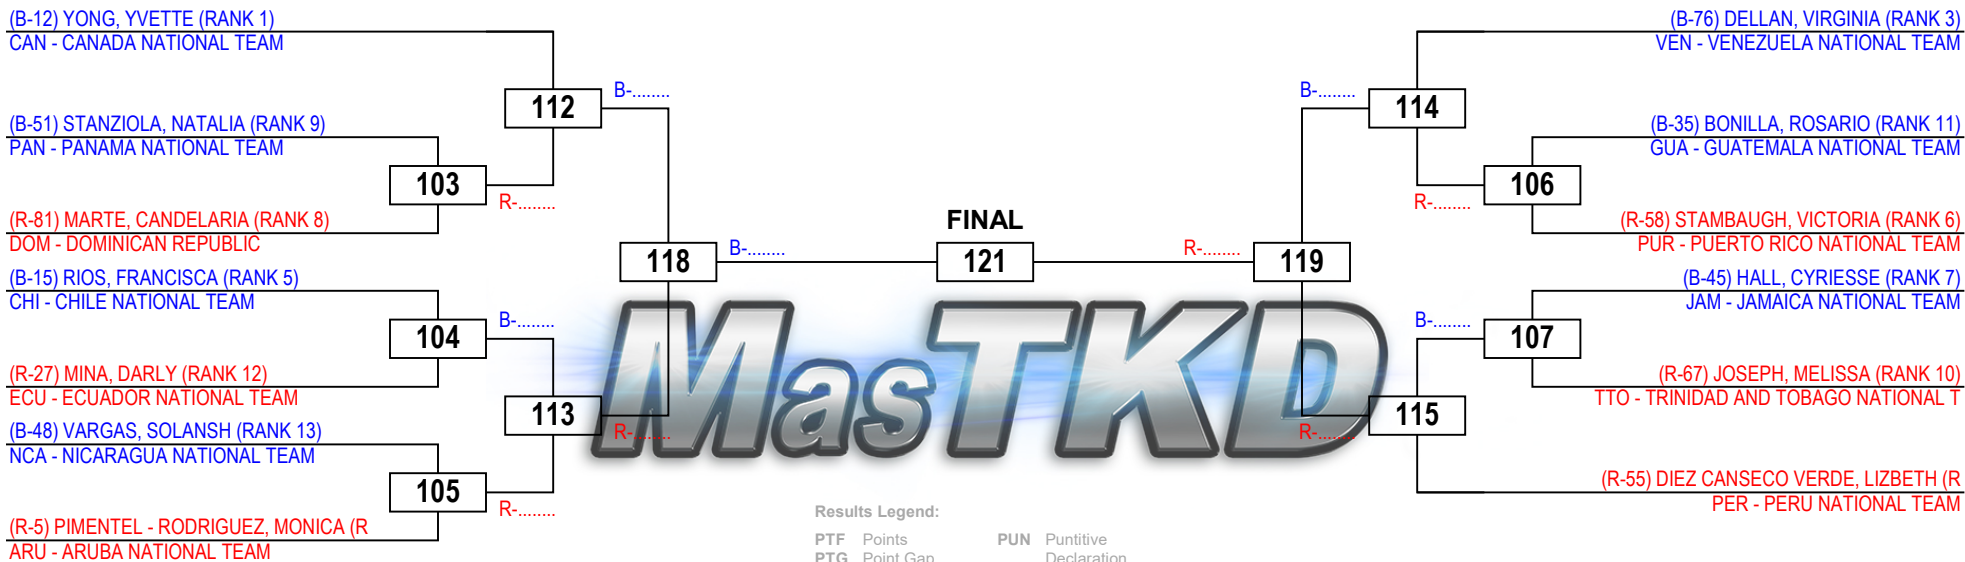 (B-12) YONG, YVETTE (RANK 1)
CAN - CANADA NATIONAL TEAM
(B-51) STANZIOLA, NATALIA (RANK 9)
PAN - PANAMA NATIONAL TEAM
(R-81) MARTE, CANDELARIA (RANK 8)
DOM - DOMINICAN REPUBLIC
(B-15) RIOS, FRANCISCA (RANK 5)
CHI - CHILE NATIONAL TEAM
(R-27) MINA, DARLY (RANK 12)
ECU - ECUADOR NATIONAL TEAM
(B-48) VARGAS, SOLANSH (RANK 13)
NCA - NICARAGUA NATIONAL TEAM
(R-5) PIMENTEL - RODRIGUEZ, MONICA (R
ARU - ARUBA NATIONAL TEAM
103
104
105
112
113
B-........
R-........
B-........
R-........
B-........
R-........
118
B-........
FINAL
121
R-........
119
MasTKD
B-........
R-........
114
115
R-........
B-........
106
107
(B-76) DELLAN, VIRGINIA (RANK 3)
VEN - VENEZUELA NATIONAL TEAM
(B-35) BONILLA, ROSARIO (RANK 11)
GUA - GUATEMALA NATIONAL TEAM
(R-58) STAMBAUGH, VICTORIA (RANK 6)
PUR - PUERTO RICO NATIONAL TEAM
(B-45) HALL, CYRIESSE (RANK 7)
JAM - JAMAICA NATIONAL TEAM
(R-67) JOSEPH, MELISSA (RANK 10)
TTO - TRINIDAD AND TOBAGO NATIONAL T
(R-55) DIEZ CANSECO VERDE, LIZBETH (R
PER - PERU NATIONAL TEAM
Results Legend:
PTF Points PUN Puntitive
PTG Point Gap Declaration